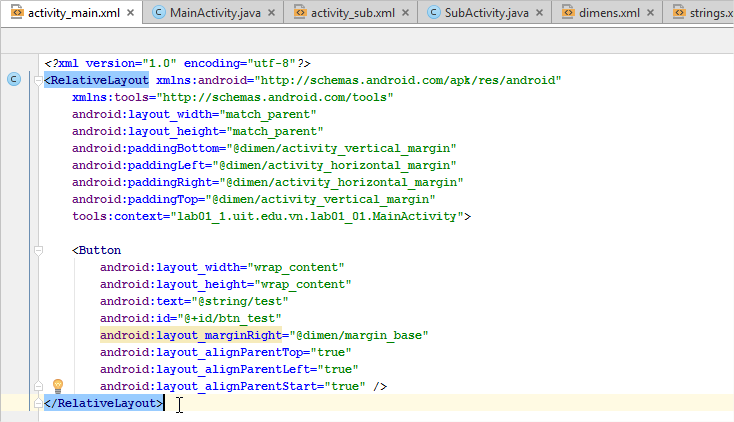 activity_main.xml × MainActivity.java × activity_sub.xml × SubActivity.java × dimens.xml × strings.x
<?xml version="1.0" encoding="utf-8"?>
C <RelativeLayout xmlns:android="http://schemas.android.com/apk/res/android"
xmlns:tools="http://schemas.android.com/tools"
android:layout_width="match_parent"
android:layout_height="match_parent"
android:paddingBottom="@dimen/activity_vertical_margin"
android:paddingLeft="@dimen/activity_horizontal_margin"
android:paddingRight="@dimen/activity_horizontal_margin"
android:paddingTop="@dimen/activity_vertical_margin"
tools:context="lab01_1.uit.edu.vn.lab01_01.MainActivity">
<Button
android:layout_width="wrap_content"
android:layout_height="wrap_content"
android:text="@string/test"
android:id="@+id/btn_test"
android:layout_marginRight="@dimen/margin_base"
android:layout_alignParentTop="true"
android:layout_alignParentLeft="true"
android:layout_alignParentStart="true" />
</RelativeLayout>